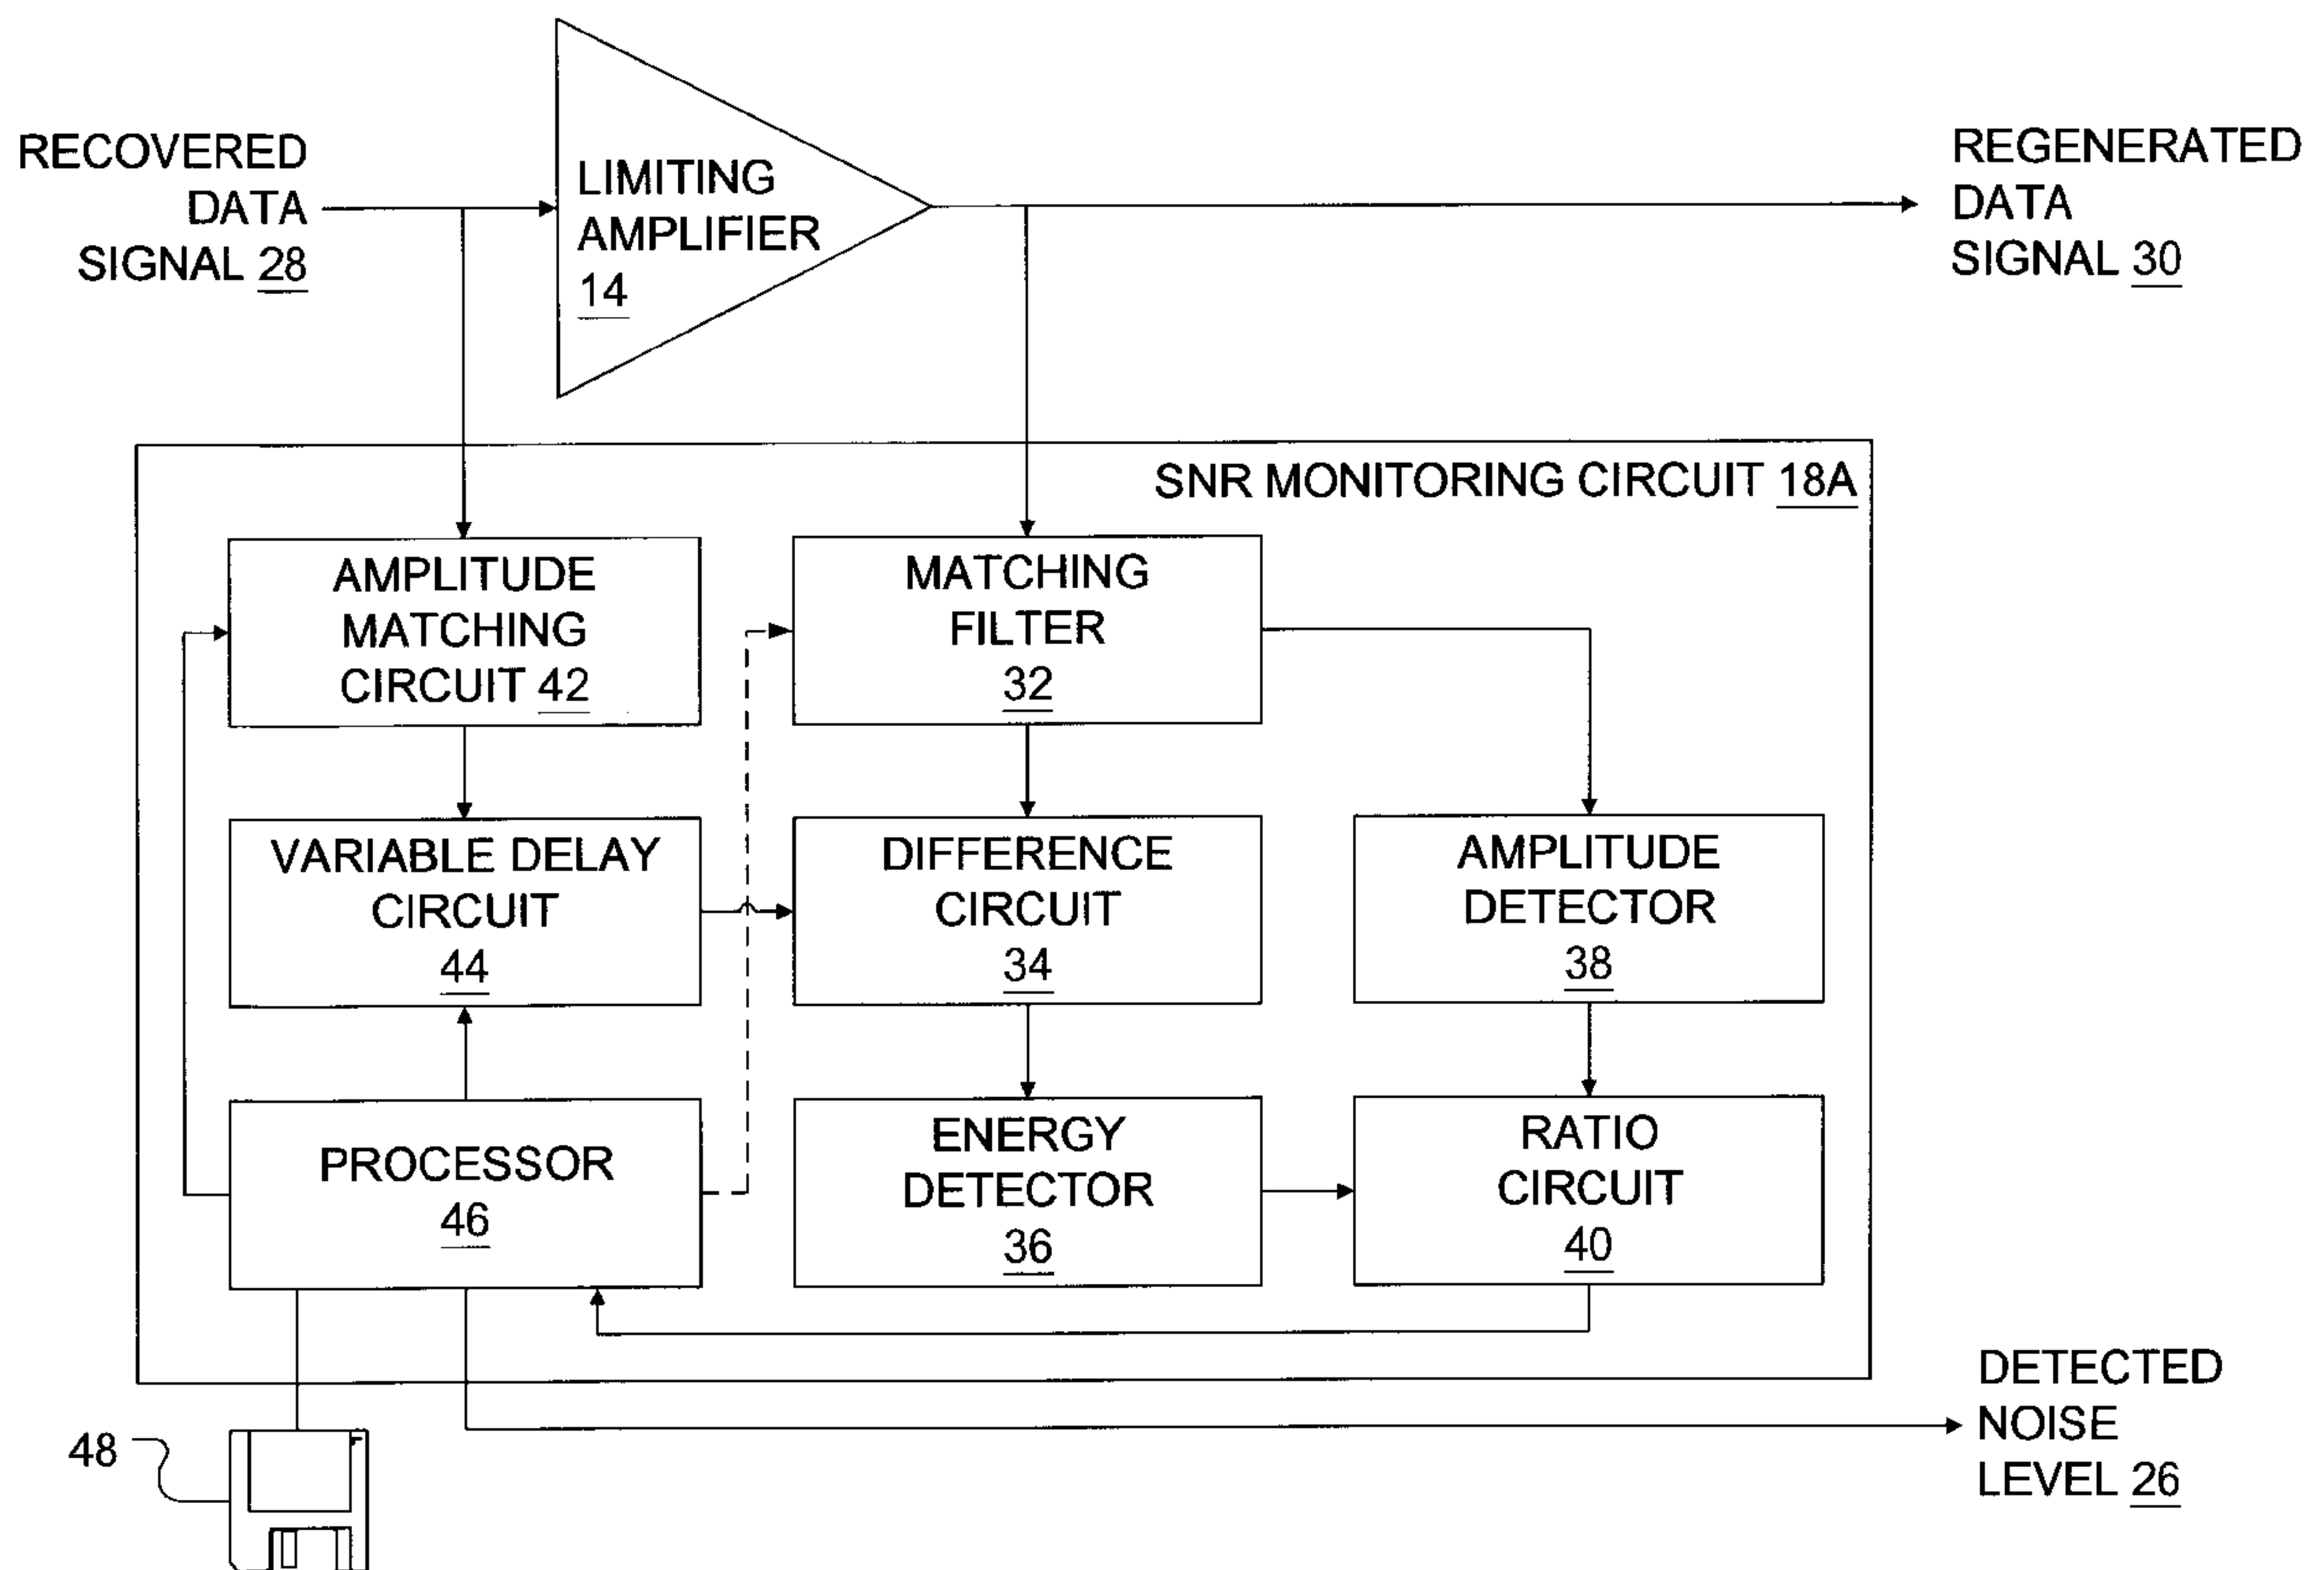 RECOVERED
DATA
SIGNAL 28
LIMITING
AMPLIFIER
14
REGENERATED
DATA
SIGNAL 30
SNR MONITORING CIRCUIT 18A
AMPLITUDE
MATCHING
CIRCUIT 42
MATCHING
FILTER
32
VARIABLE DELAY
CIRCUIT
44
DIFFERENCE
CIRCUIT
34
AMPLITUDE
DETECTOR
38
PROCESSOR
46
ENERGY
DETECTOR
36
RATIO
CIRCUIT
40
48
DETECTED
NOISE
LEVEL 26